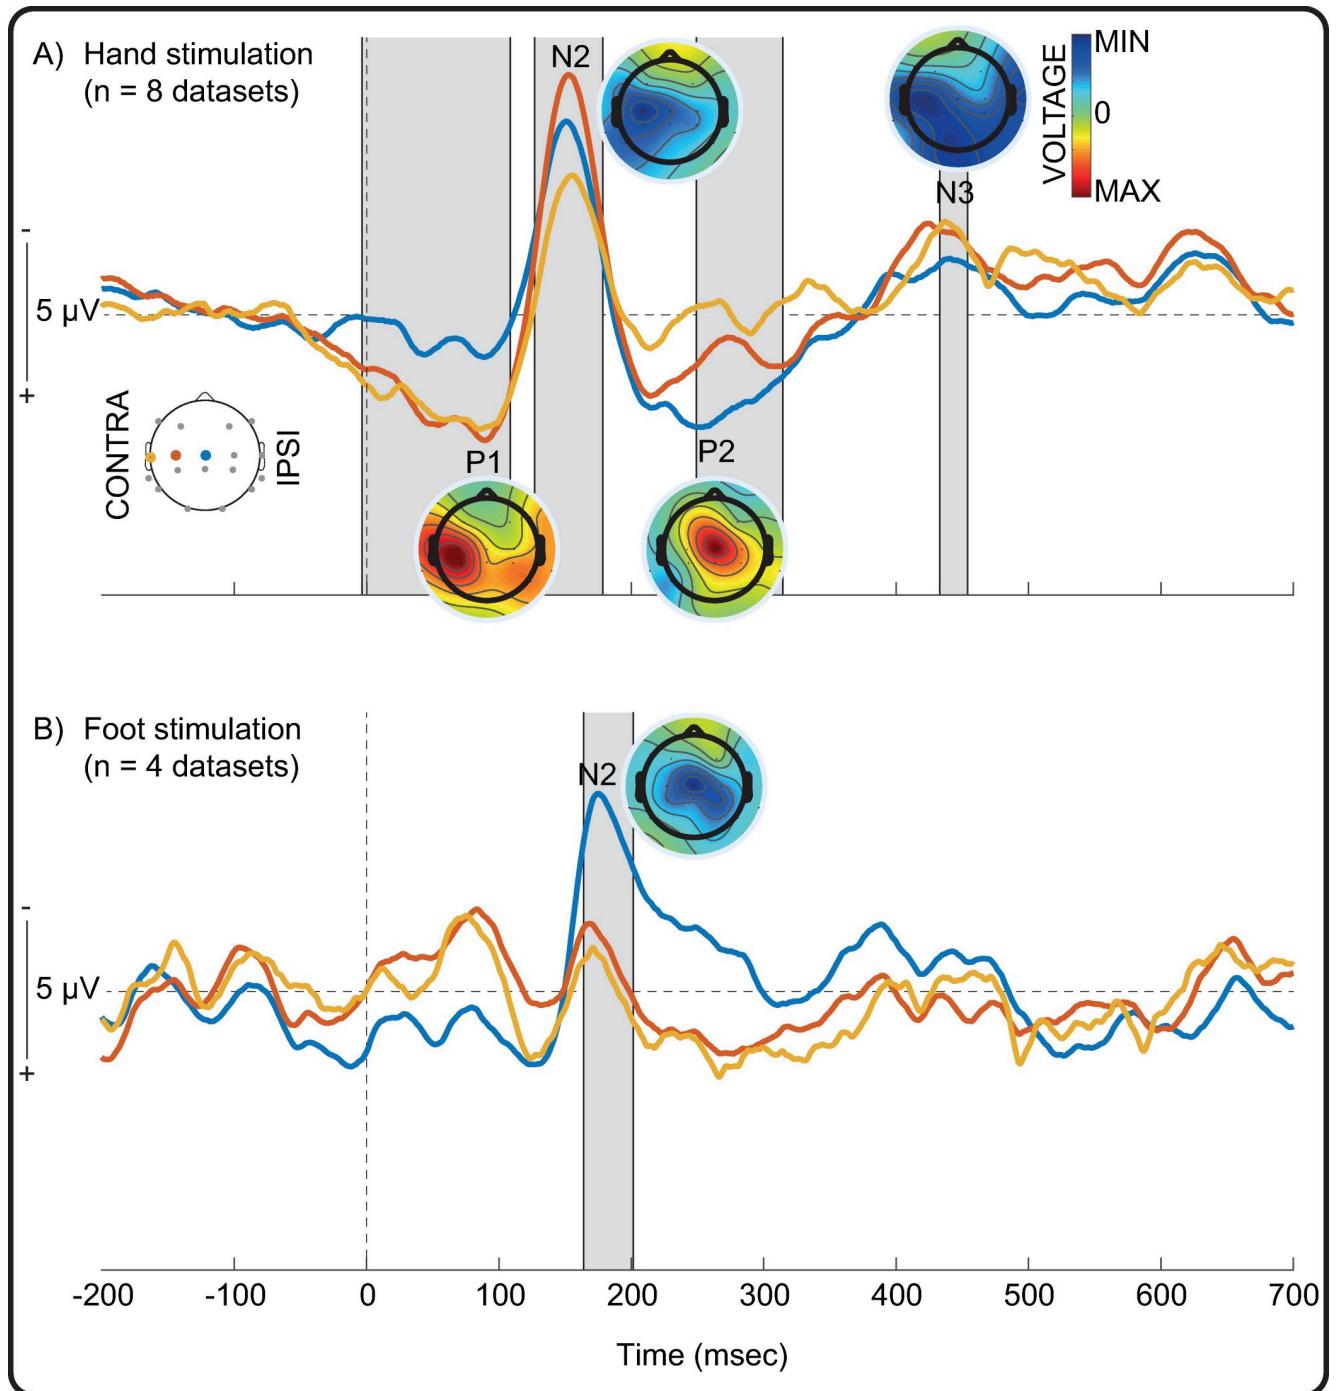 A) Hand stimulation
(n = 8 datasets)
N2
VOLTAGE
MIN
0
MAX
N3
-
5 µV
+
CONTRA
IPSI
P1
P2
B) Foot stimulation
(n = 4 datasets)
N2
-
5 µV
+
-200 -100 0 100 200 300 400 500 600 700
Time (msec)